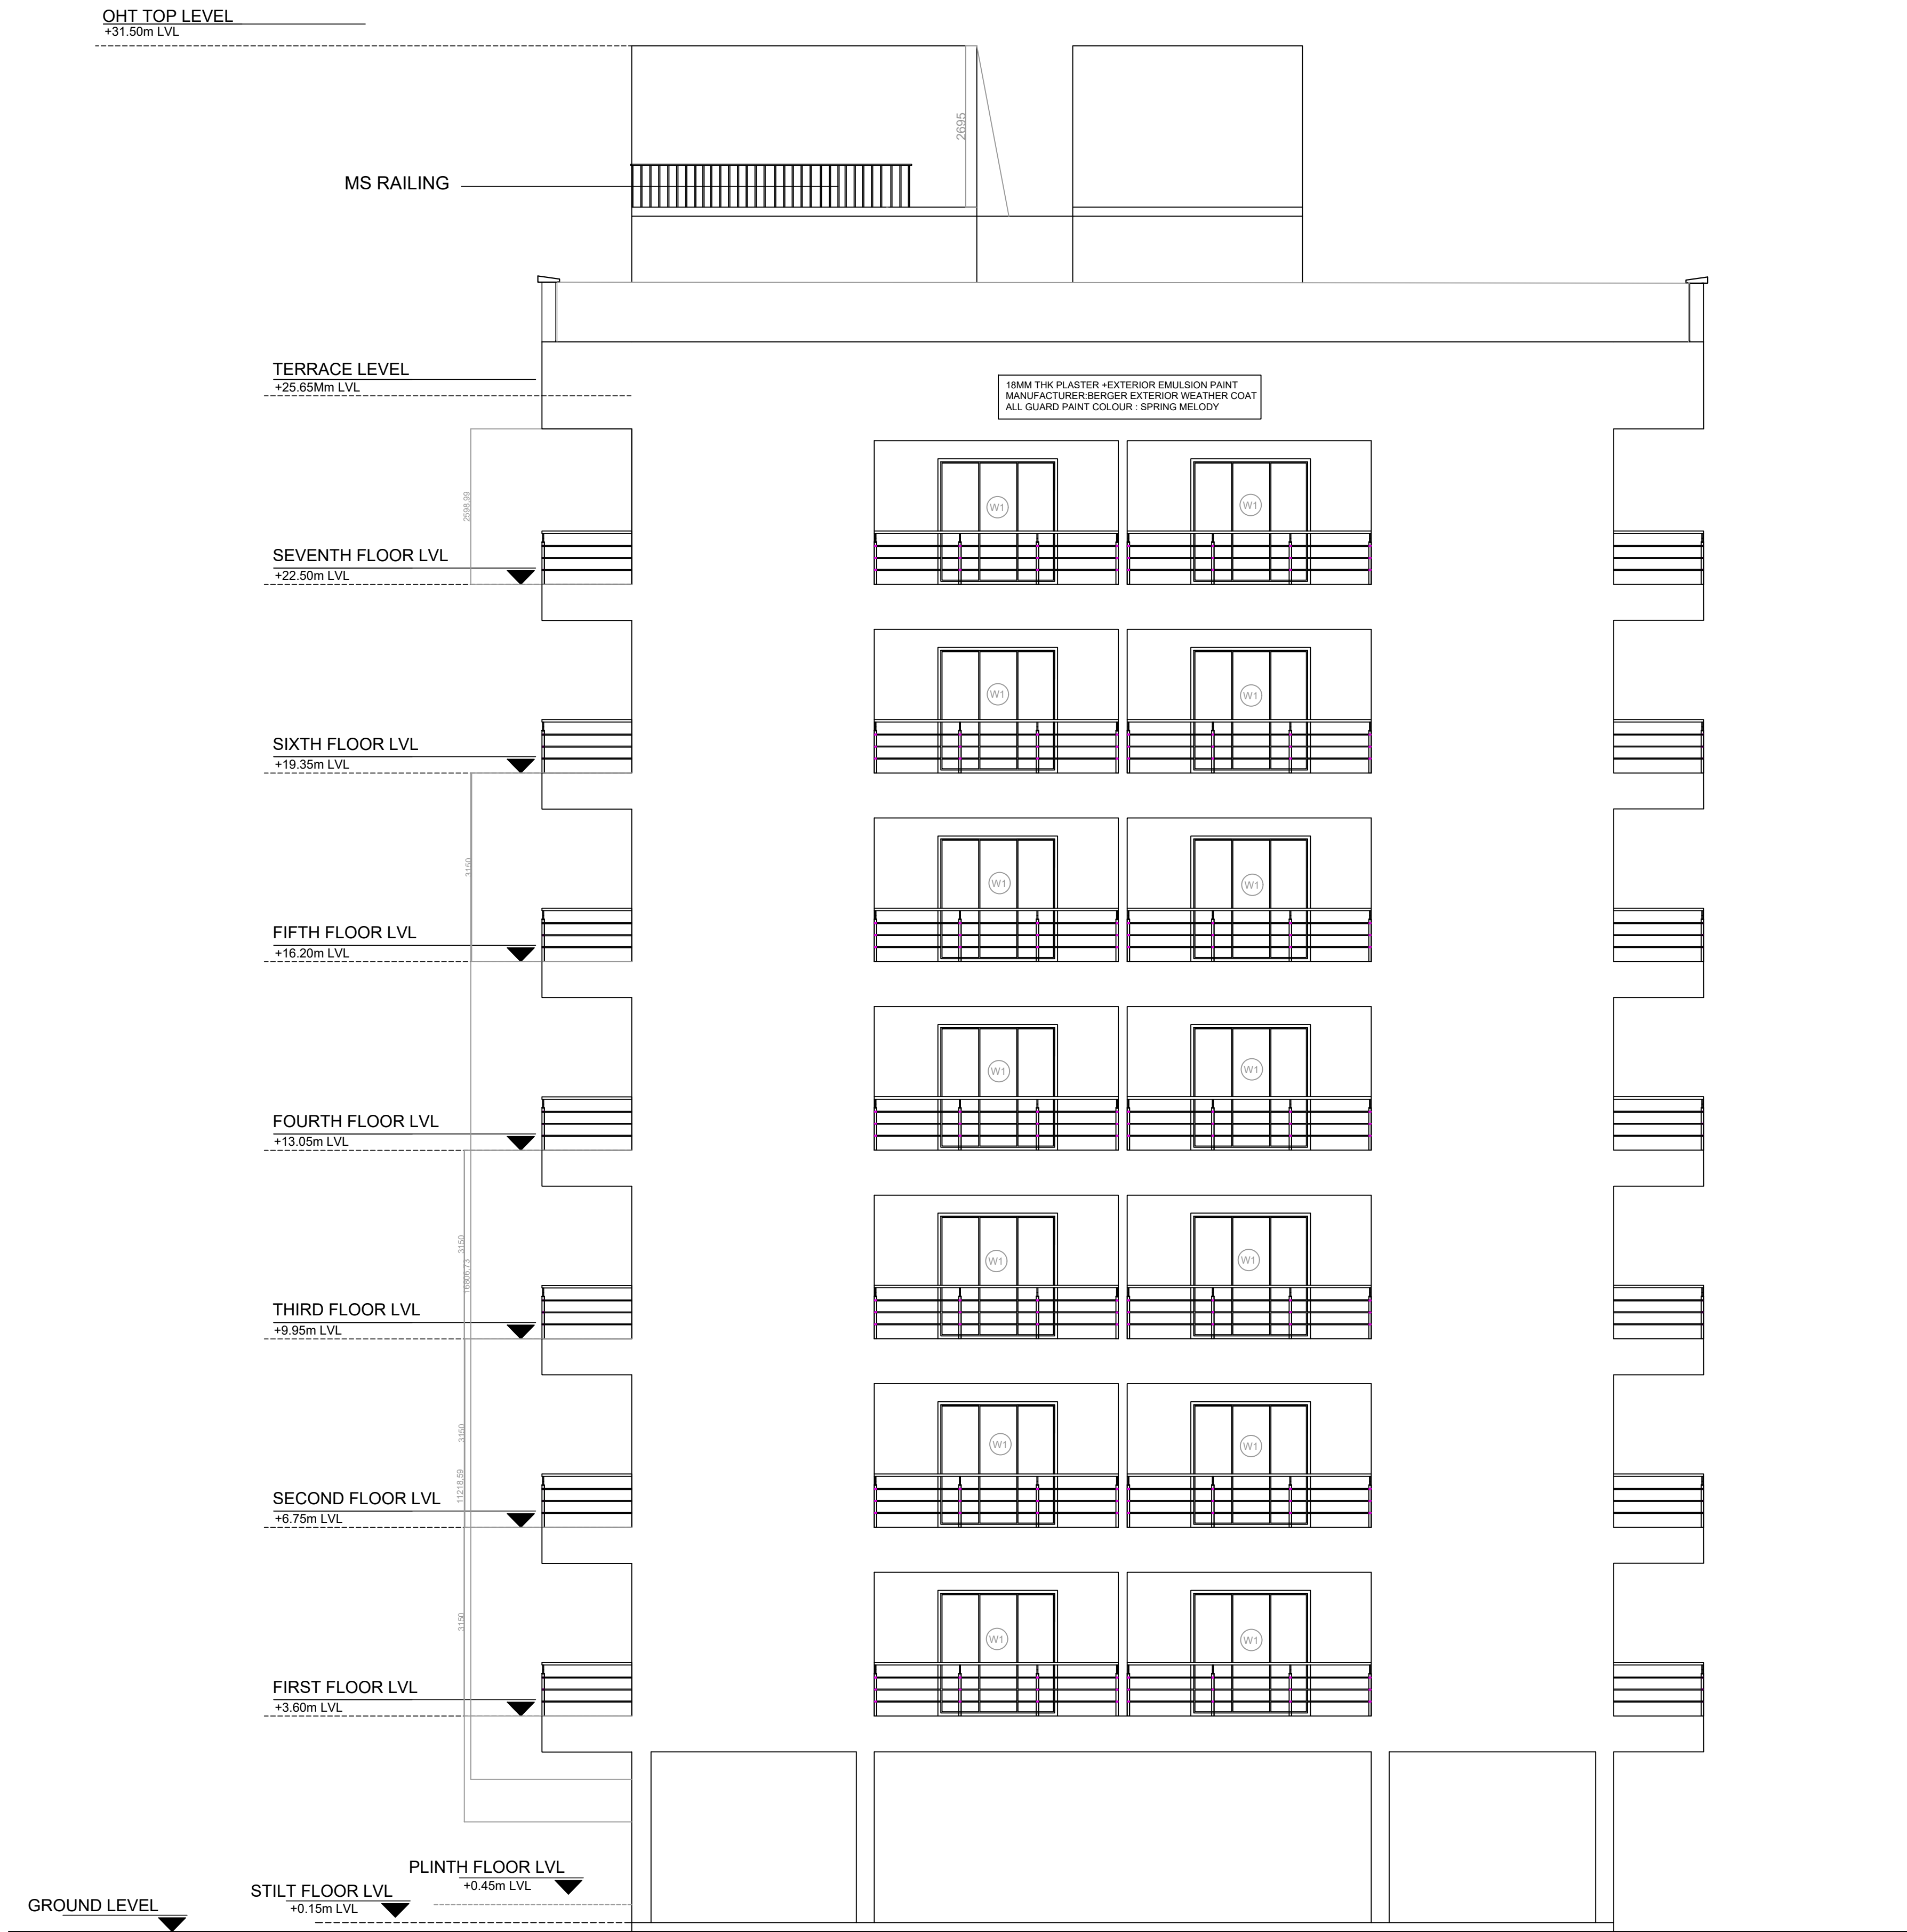 OHT TOP LEVEL
+31.50m LVL
2695
MS RAILING
TERRACE LEVEL
+25.65Mm LVL
18MM THK PLASTER +EXTERIOR EMULSION PAINT
MANUFACTURER:BERGER EXTERIOR WEATHER COAT
ALL GUARD PAINT COLOUR : SPRING MELODY
2598.99
W1
W1
SEVENTH FLOOR LVL
+22.50m LVL
W1
W1
SIXTH FLOOR LVL
+19.35m LVL
3150
W1
W1
FIFTH FLOOR LVL
+16.20m LVL
W1
W1
FOURTH FLOOR LVL
+13.05m LVL
3150
16806.73
W1
W1
THIRD FLOOR LVL
+9.95m LVL
3150
W1
W1
11218.59
SECOND FLOOR LVL
+6.75m LVL
3150
W1
W1
FIRST FLOOR LVL
+3.60m LVL
PLINTH FLOOR LVL
+0.45m LVL
STILT FLOOR LVL
+0.15m LVL
GROUND LEVEL